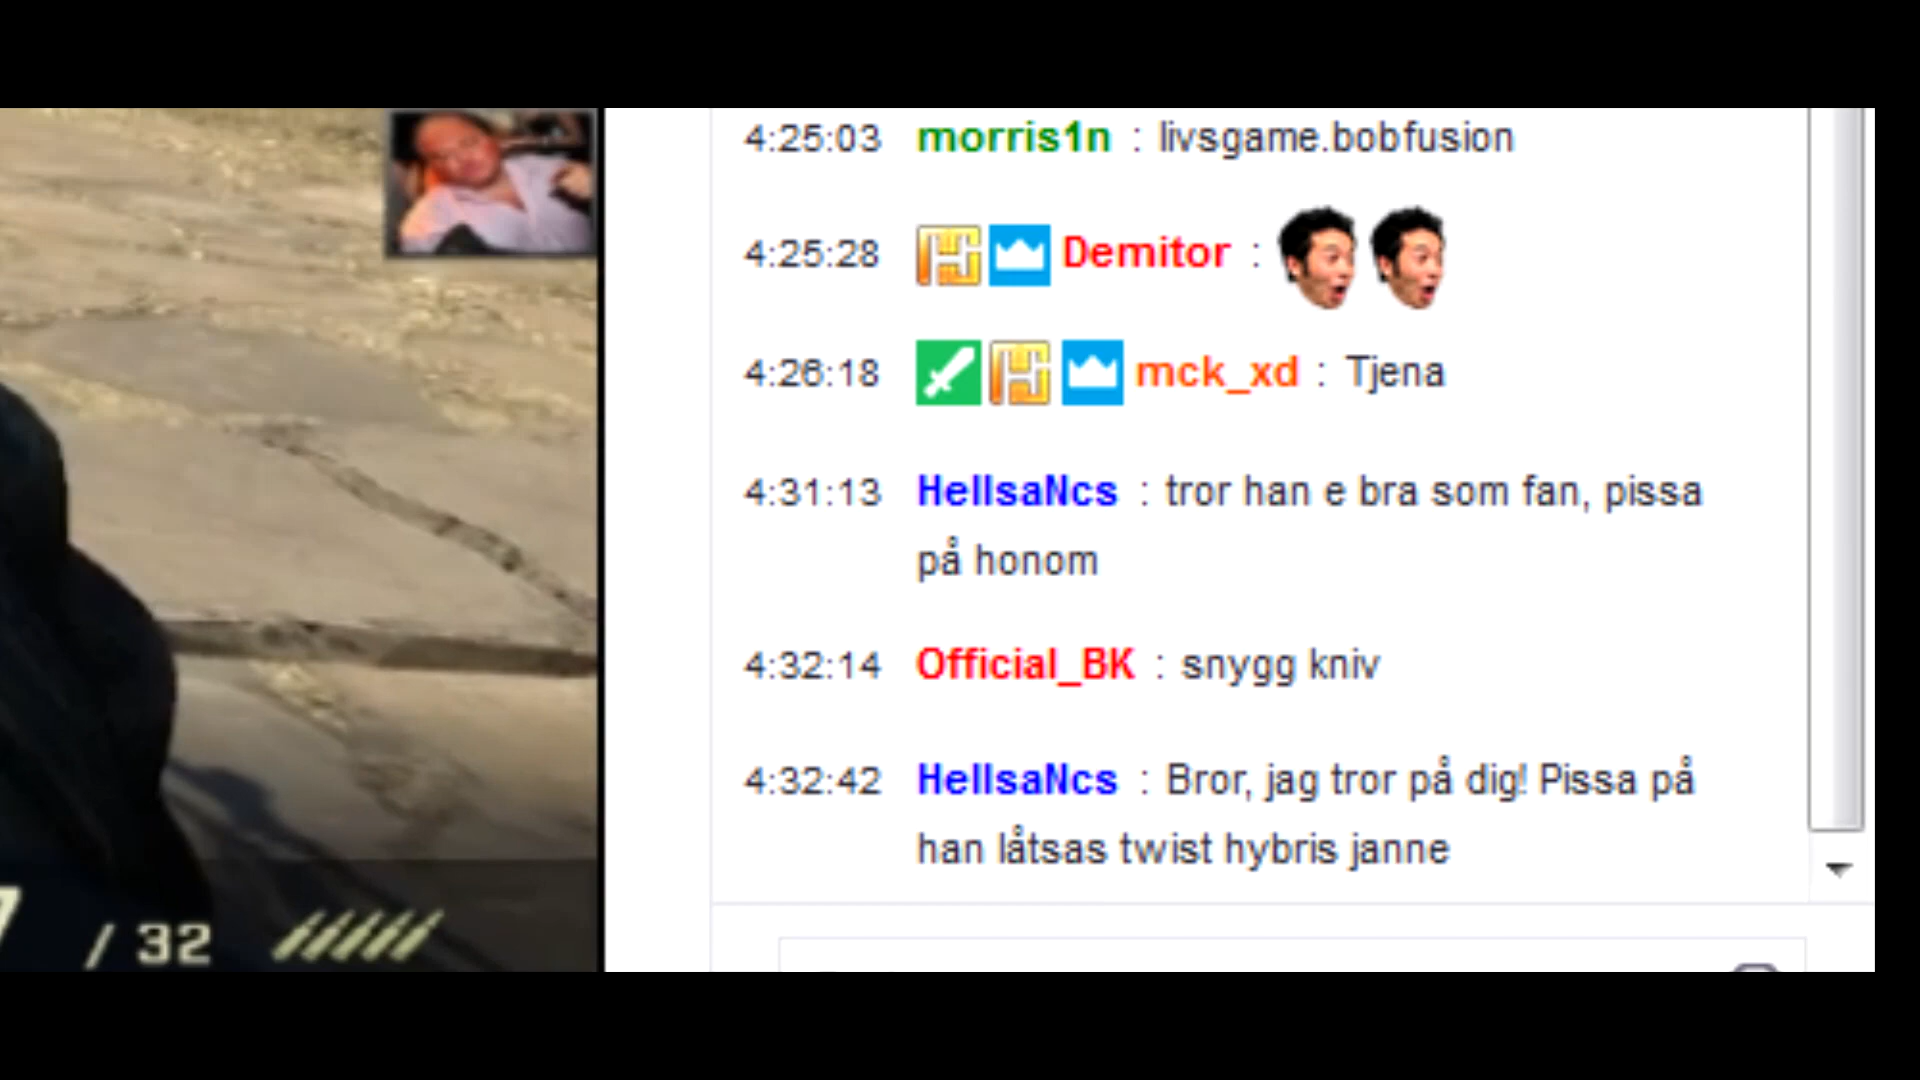 4:25:03 morris1n : livsgame.bobfusion
4:25:28 Demitor :
4:26:18 mck_xd : Tjena
4:31:13 HellsaNcs : tror han e bra som fan, pissa
på honom
4:32:14 Official_BK : snygg kniv
4:32:42 HellsaNcs : Bror, jag tror på dig! Pissa på
han låtsas twist hybris janne
/ 32